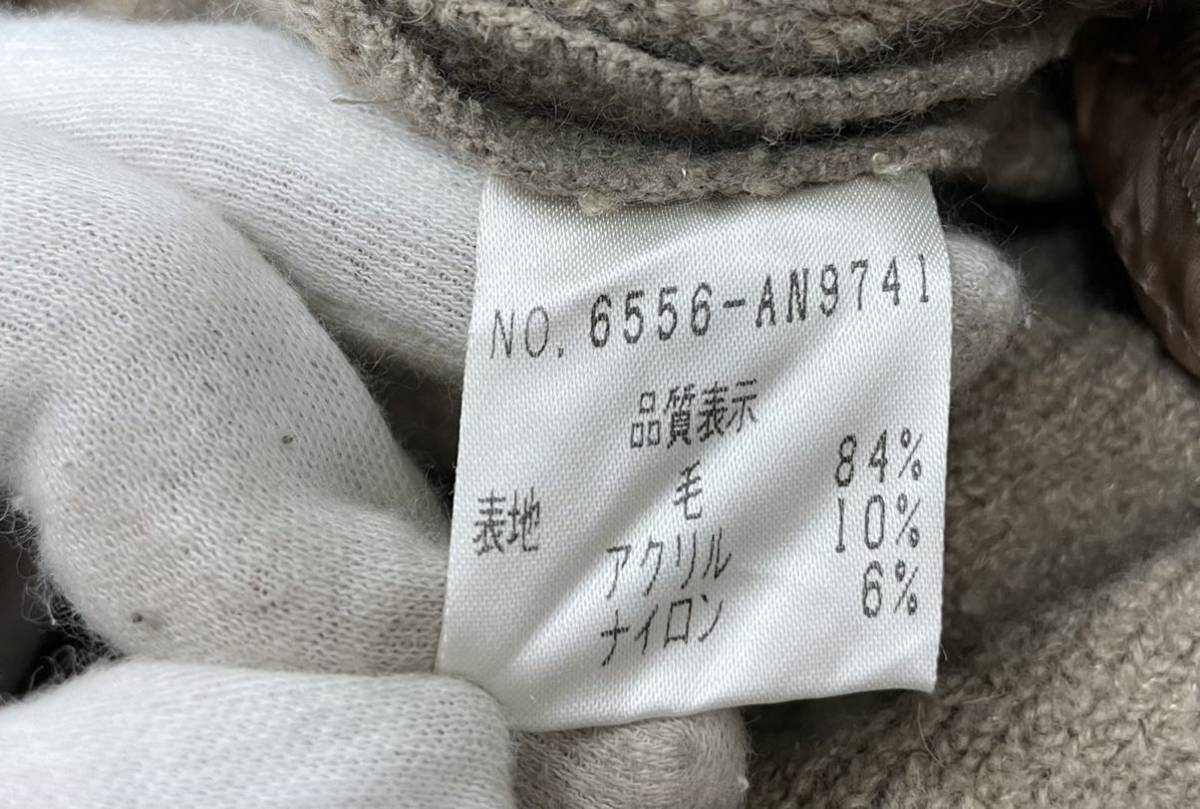 NO. 6556-AN9741
品質表示
表地 毛 84%
アクリル 10%
ナイロン 6%